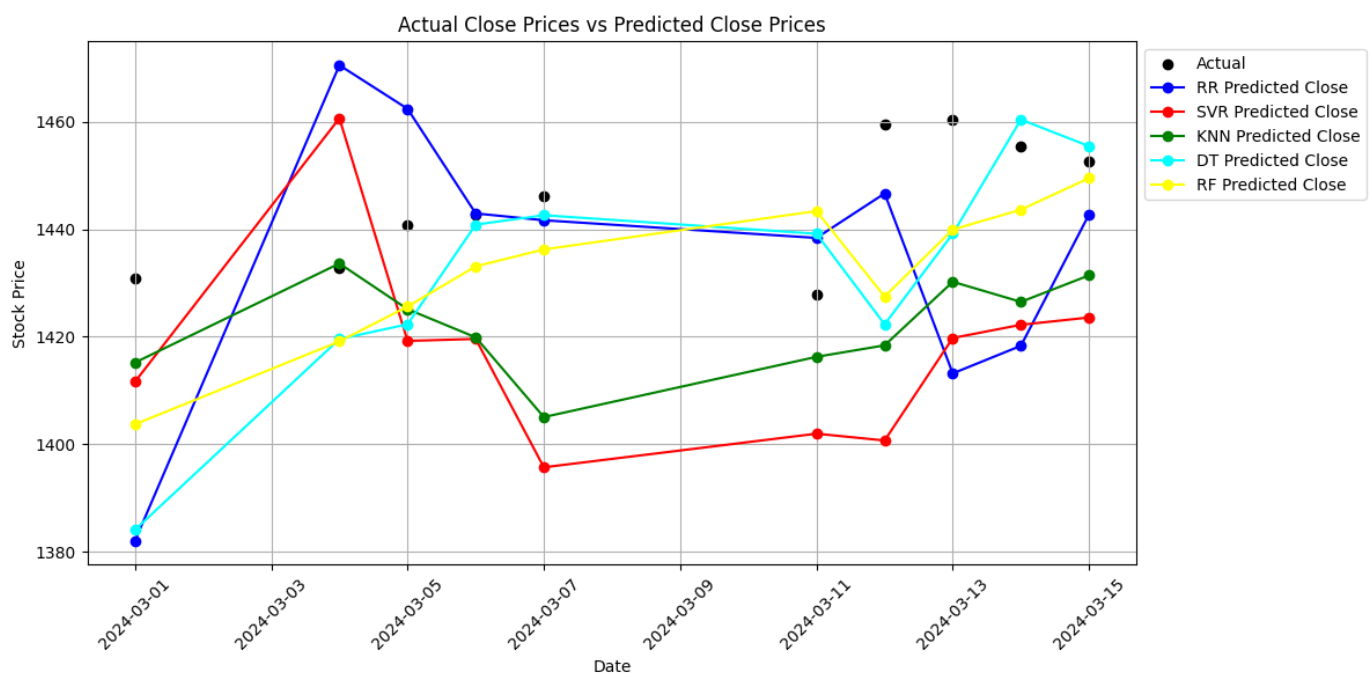 Actual Close Prices vs Predicted Close Prices
Actual
RR Predicted Close
SVR Predicted Close
KNN Predicted Close
DT Predicted Close
RF Predicted Close
Stock Price
1460
1440
1420
1400
1380
2024-03-01
2024-03-03
2024-03-05
2024-03-07
2024-03-09
2024-03-11
2024-03-13
2024-03-15
Date